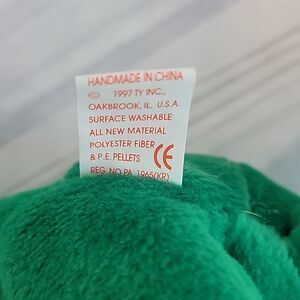 HANDMADE IN CHINA
© 1997 TY INC.,
OAKBROOK, IL. U.S.A.
SURFACE WASHABLE
ALL NEW MATERIAL
POLYESTER FIBER
& P.E. PELLETS CE
REG. NO PA. 1965(KR)